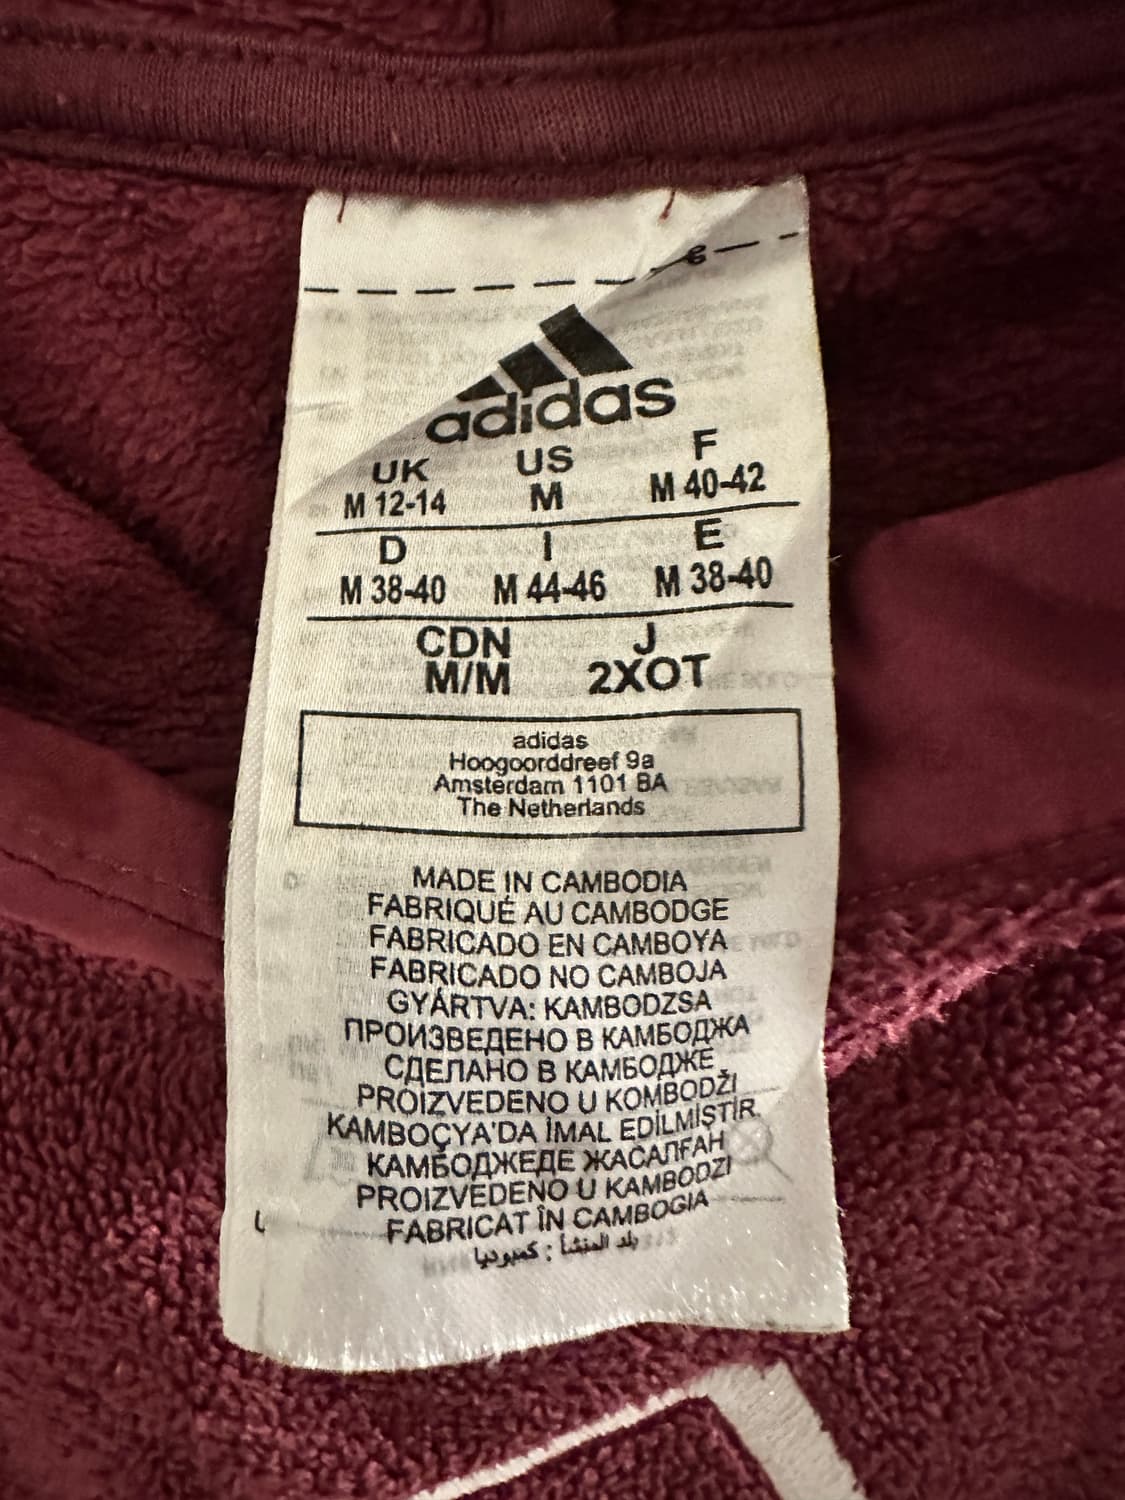 adidas
UK US F
M 12-14 M M 40-42
D I E
M 38-40 M 44-46 M 38-40
CDN J
M/M 2XOT
adidas
Hoogoorddreef 9a
Amsterdam 1101 BA
The Netherlands
MADE IN CAMBODIA
FABRIQUÉ AU CAMBODGE
FABRICADO EN CAMBOYA
FABRICADO NO CAMBOJA
GYÁRTVA: KAMBODZSA
ПРОИЗВЕДЕНО В КАМБОДЖА
СДЕЛАНО В КАМБОДЖЕ
PROIZVEDENO U KOMBODŽI
KAMBOÇYA'DA İMAL EDİLMİŞTİR
КАМБОДЖЕДЕ ЖАСАЛҒАН
PROIZVEDENO U KAMBODZI
FABRICAT ÎN CAMBOGIA
بلد المنشأ : كمبوديا